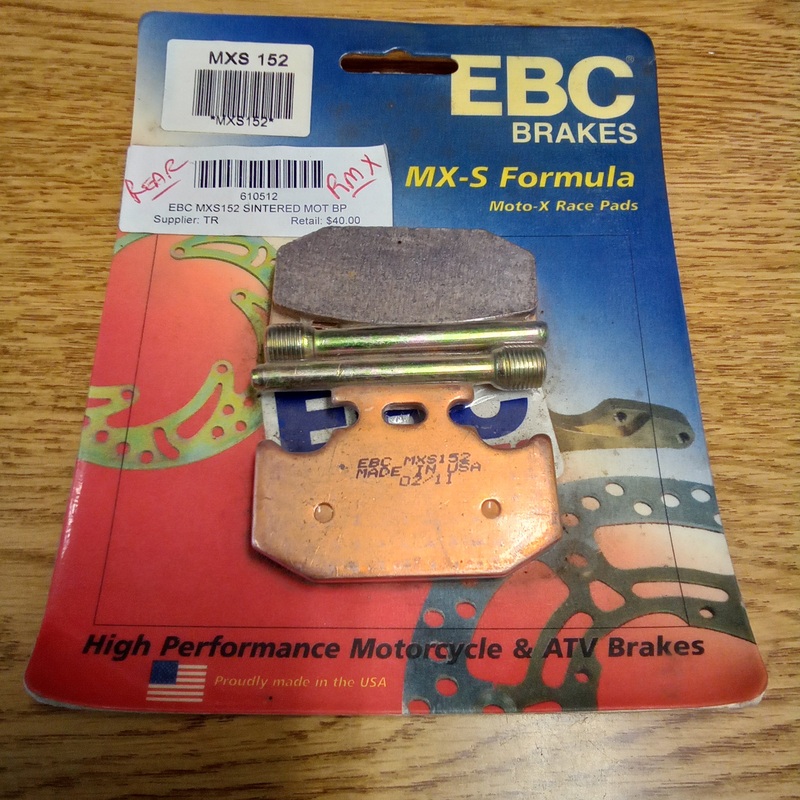 MXS 152
*MXS152*
EBC®
BRAKES
REAR
RMX
610512
EBC MXS152 SINTERED MOT BP
Supplier: TR Retail: $40.00
MX-S Formula
Moto-X Race Pads
EBC MXS152
MADE IN USA
02/11
High Performance Motorcycle & ATV Brakes
Proudly made in the USA